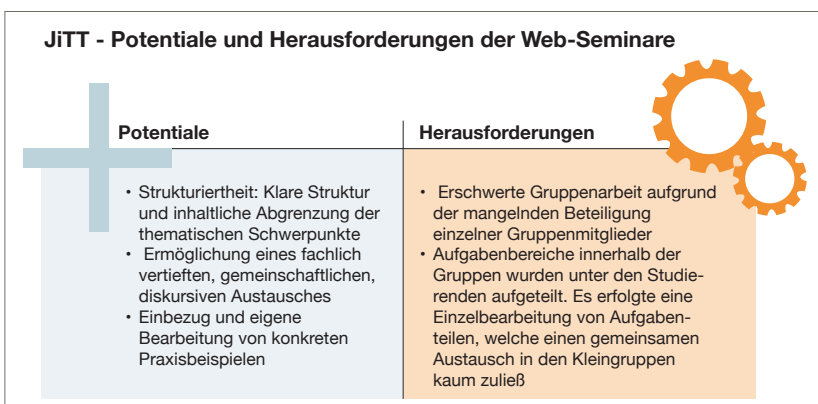 JiTT - Potentiale und Herausforderungen der Web-Seminare
Potentiale
• Strukturiertheit: Klare Struktur
und inhaltliche Abgrenzung der
thematischen Schwerpunkte
• Ermöglichung eines fachlich
vertieften, gemeinschaftlichen,
diskursiven Austausches
• Einbezug und eigene
Bearbeitung von konkreten
Praxisbeispielen
Herausforderungen
• Erschwerte Gruppenarbeit aufgrund
der mangelnden Beteiligung
einzelner Gruppenmitglieder
• Aufgabenbereiche innerhalb der
Gruppen wurden unter den Studie-
renden aufgeteilt. Es erfolgte eine
Einzelbearbeitung von Aufgaben-
teilen, welche einen gemeinsamen
Austausch in den Kleingruppen
kaum zuließ